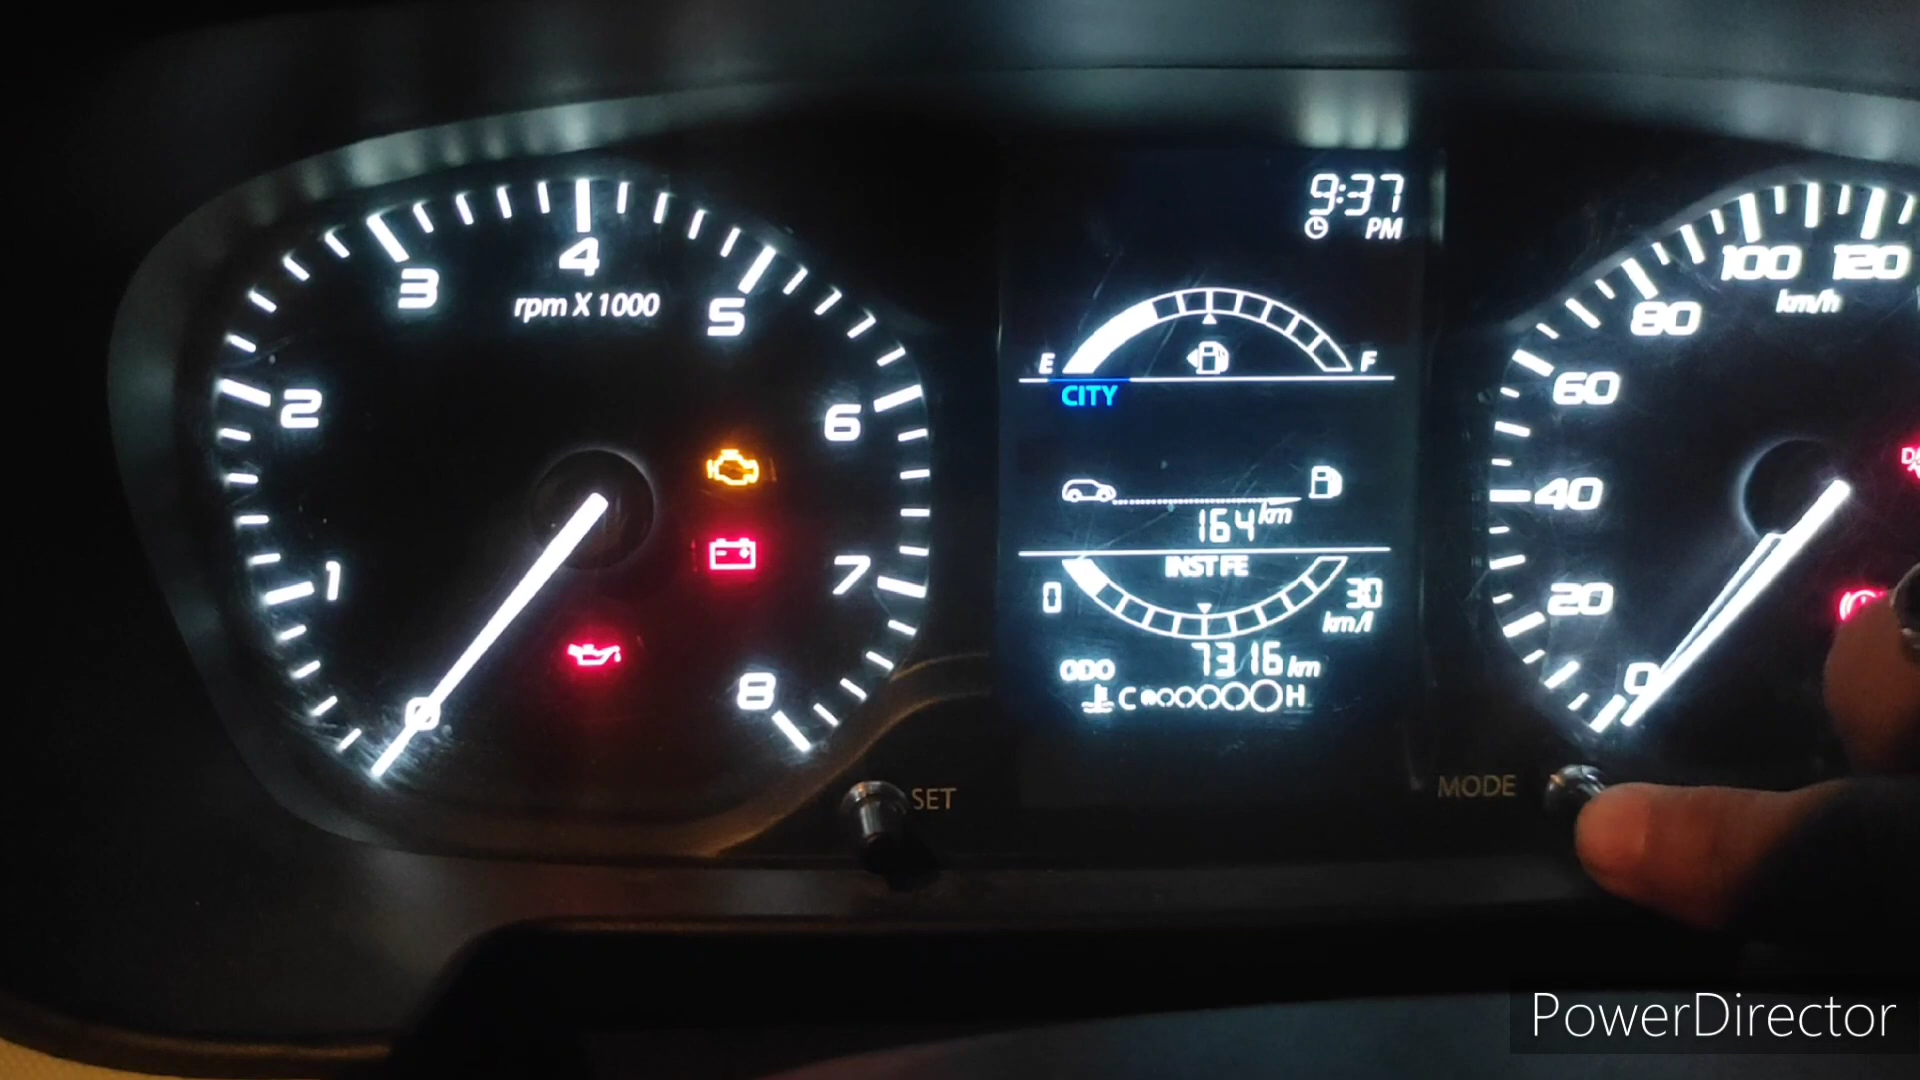 9:37
PM
3
4
5
rpm X 1000
2
6
1
7
0
8
E
F
CITY
164 km
INST FE
0
30
km/l
7316 km
ODO
C
H
100
120
km/h
80
60
40
20
0
SET
MODE
PowerDirector